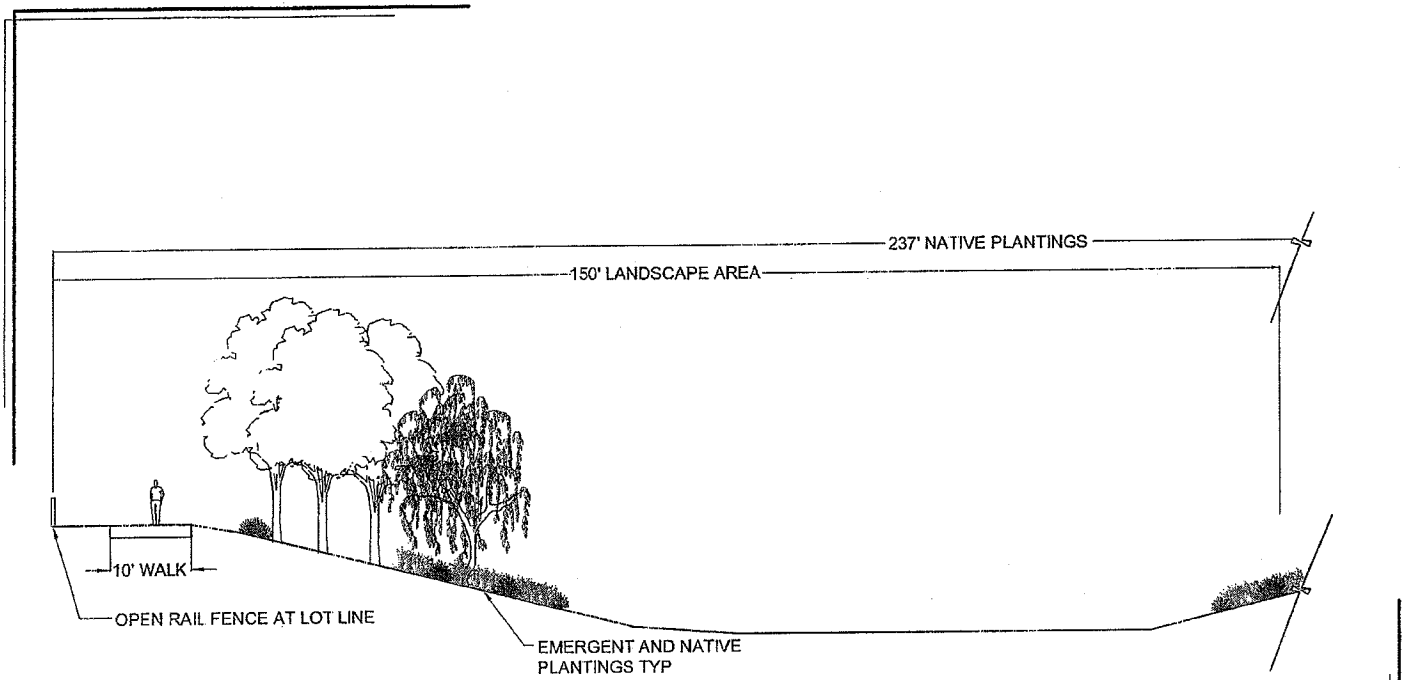 237' NATIVE PLANTINGS
150' LANDSCAPE AREA
10' WALK
OPEN RAIL FENCE AT LOT LINE
EMERGENT AND NATIVE
PLANTINGS TYP